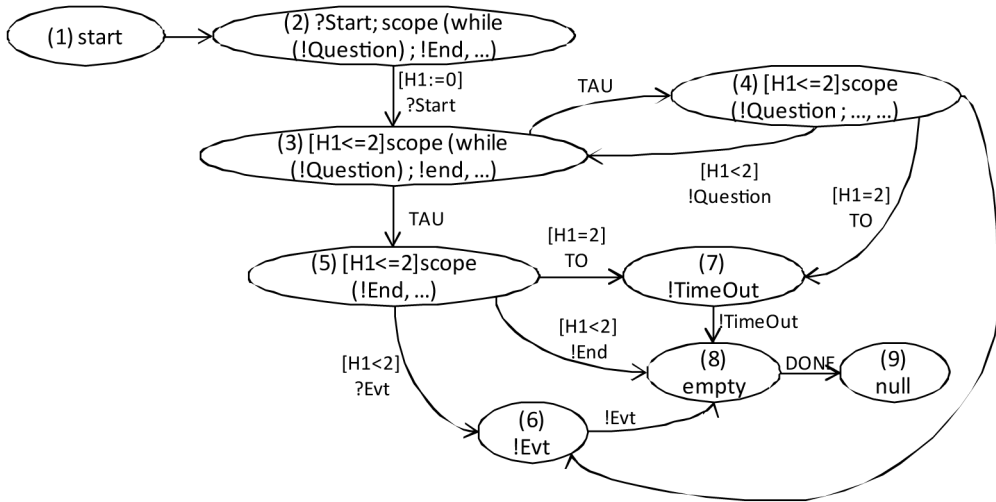 (1) start
(2) ?Start; scope (while
(!Question) ; !End, ...)
[H1:=0]
?Start
TAU
(4) [H1<=2]scope
(!Question ; ..., ...)
(3) [H1<=2]scope (while
(!Question) ; !end, ...)
[H1<2]
!Question
[H1=2]
TO
TAU
[H1=2]
TO
(5) [H1<=2]scope
(!End, ...)
(7)
!TimeOut
!TimeOut
[H1<2]
!End
[H1<2]
?Evt
(8)
empty
DONE
(9)
null
(6)
!Evt
!Evt